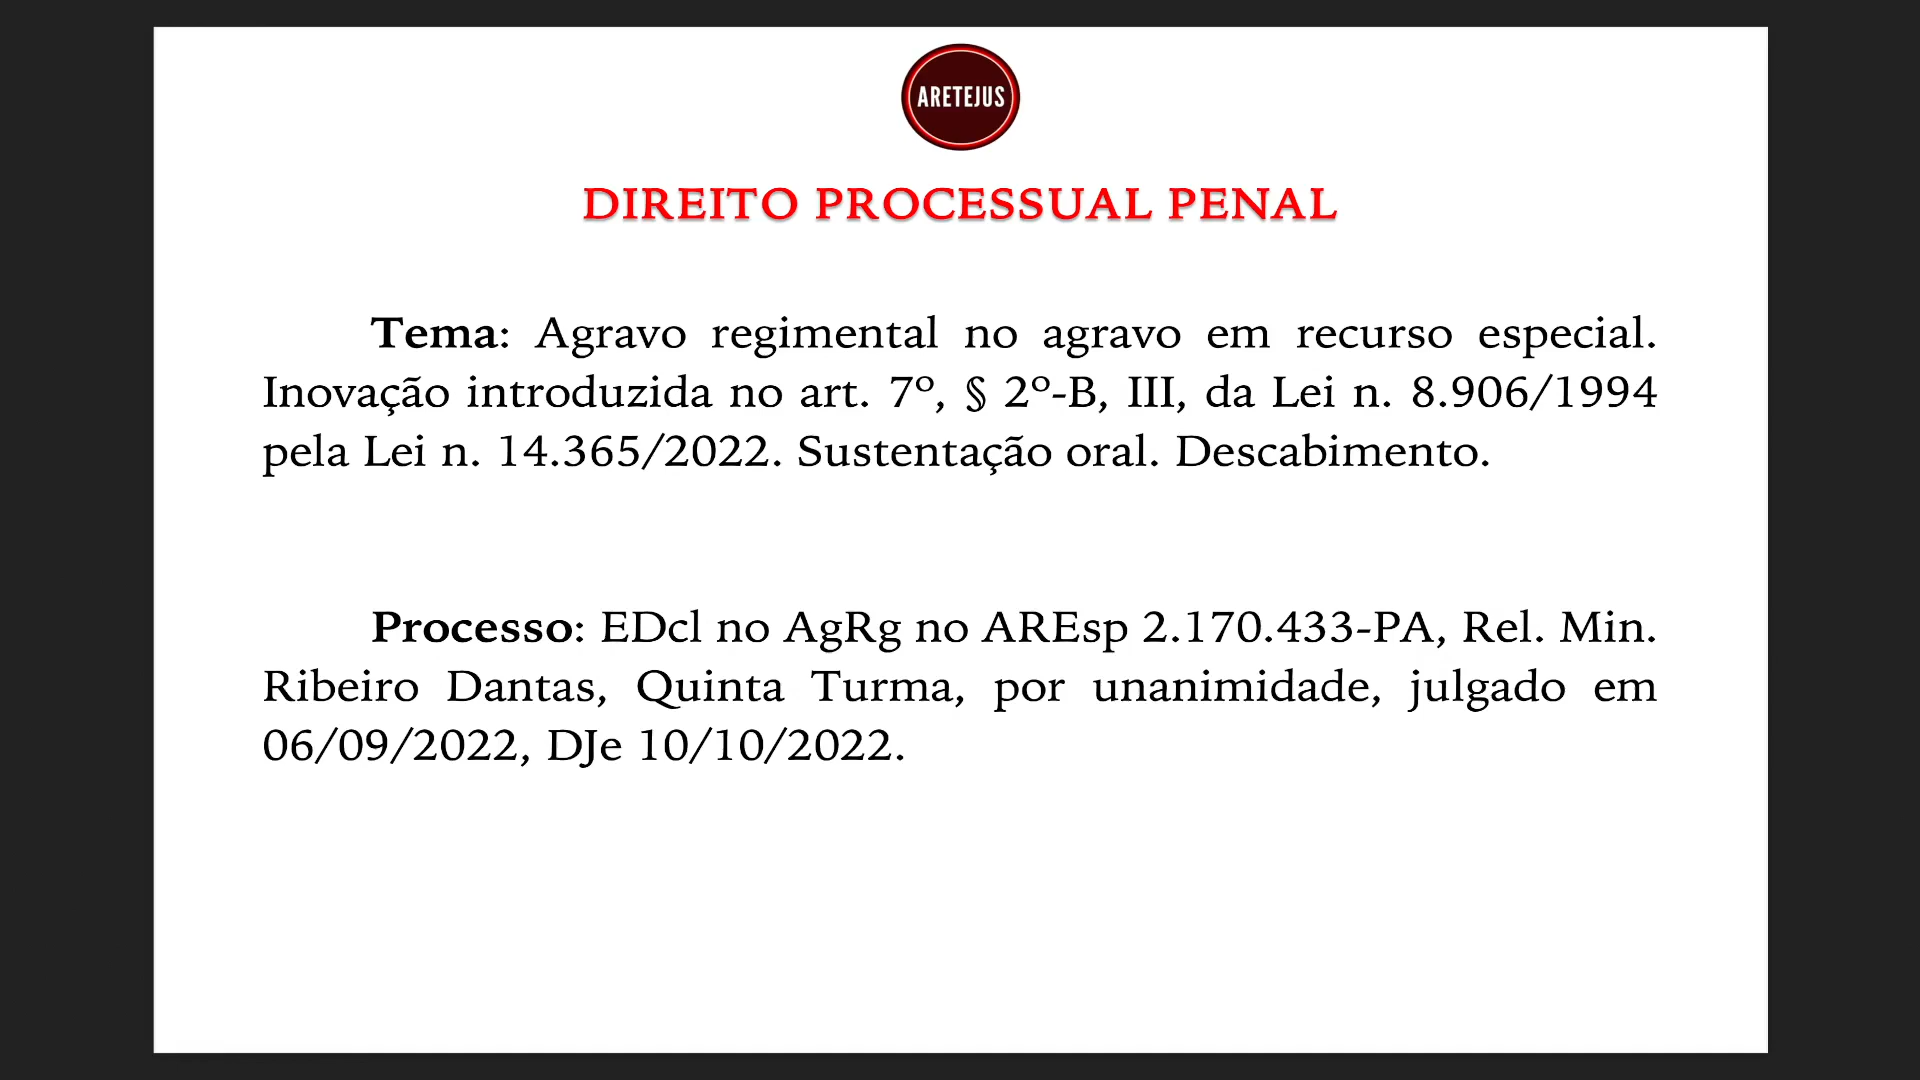 ARETEJUS
DIREITO PROCESSUAL PENAL
Tema: Agravo regimental no agravo em recurso especial.
Inovação introduzida no art. 7º, § 2º-B, III, da Lei n. 8.906/1994
pela Lei n. 14.365/2022. Sustentação oral. Descabimento.
Processo: EDcl no AgRg no AREsp 2.170.433-PA, Rel. Min.
Ribeiro Dantas, Quinta Turma, por unanimidade, julgado em
06/09/2022, DJe 10/10/2022.